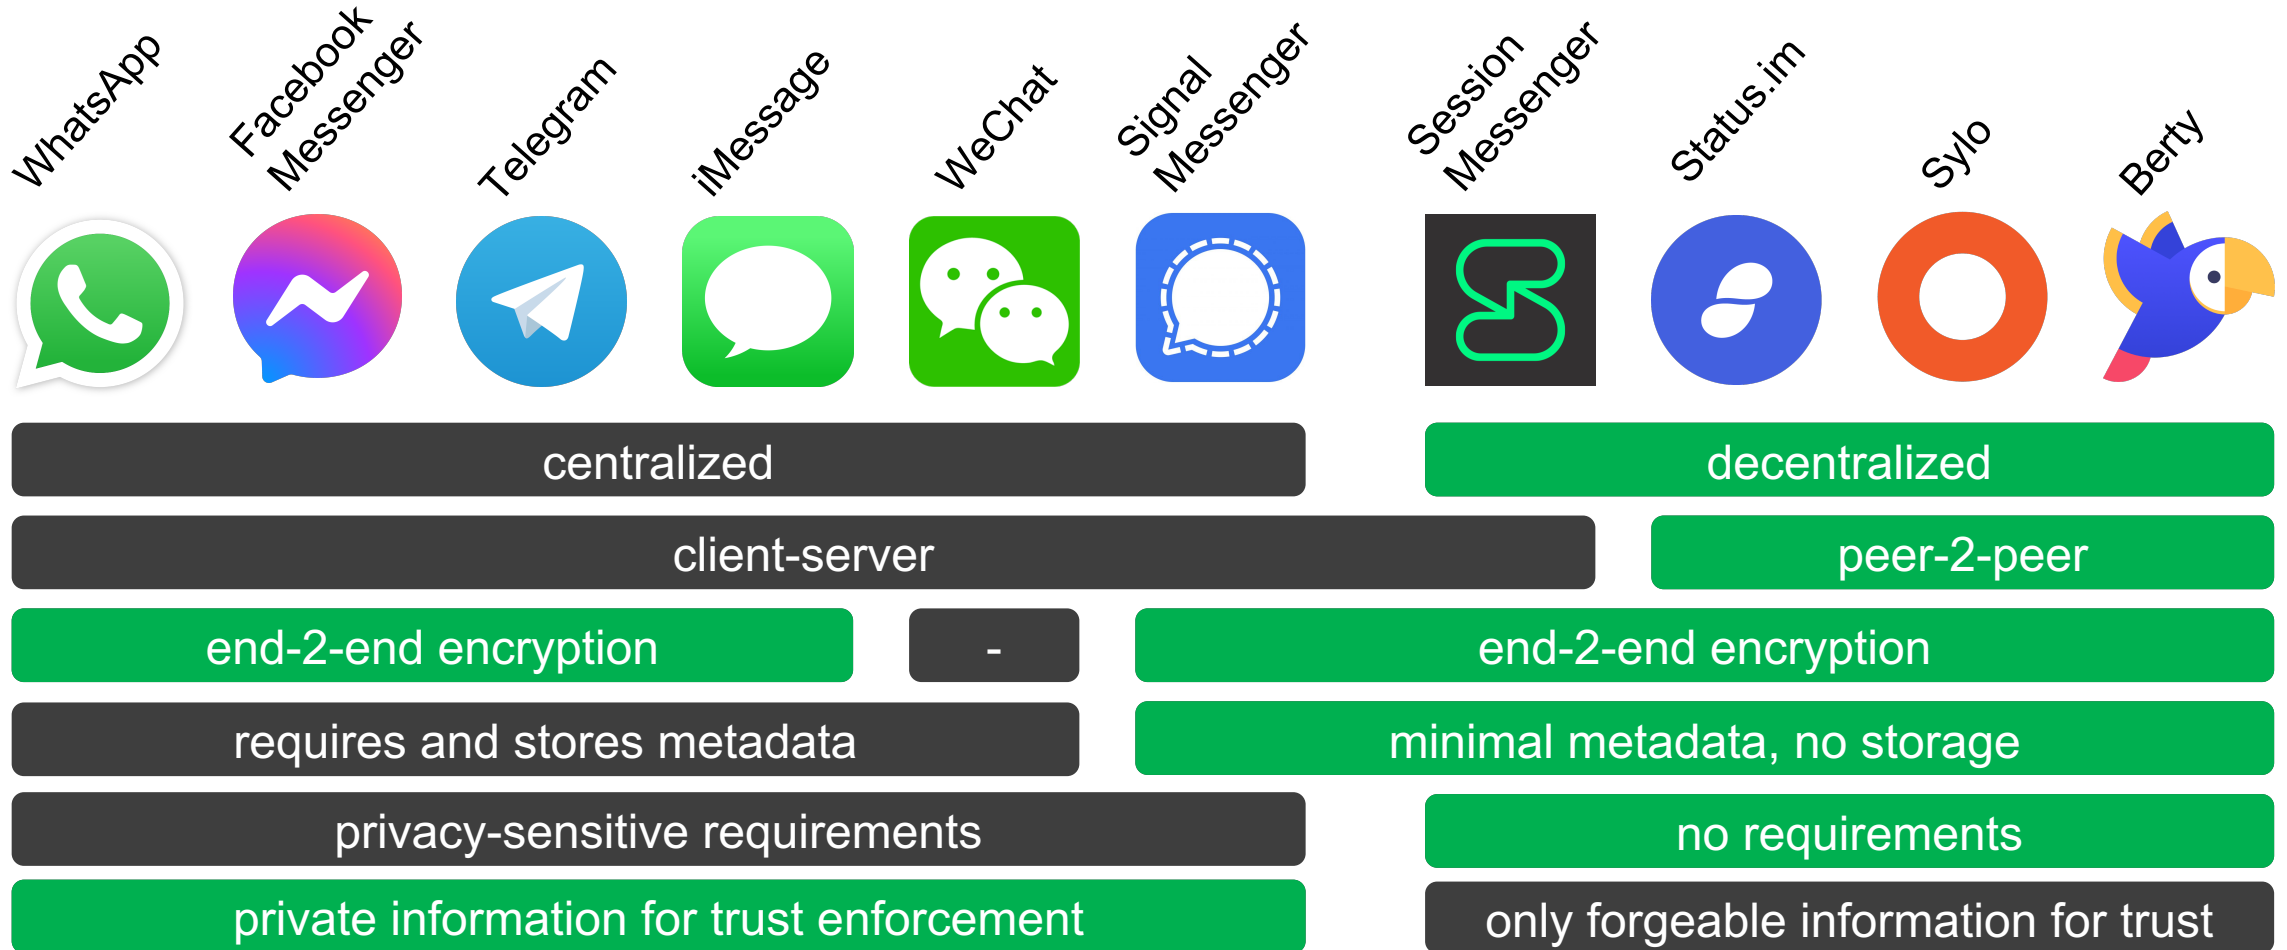 WhatsApp
Facebook
Messenger
Telegram
iMessage
WeChat
Signal
Messenger
Session
Messenger
Status.im
Sylo
Berty
centralized
decentralized
client-server
peer-2-peer
end-2-end encryption
-
end-2-end encryption
requires and stores metadata
minimal metadata, no storage
privacy-sensitive requirements
no requirements
private information for trust enforcement
only forgeable information for trust